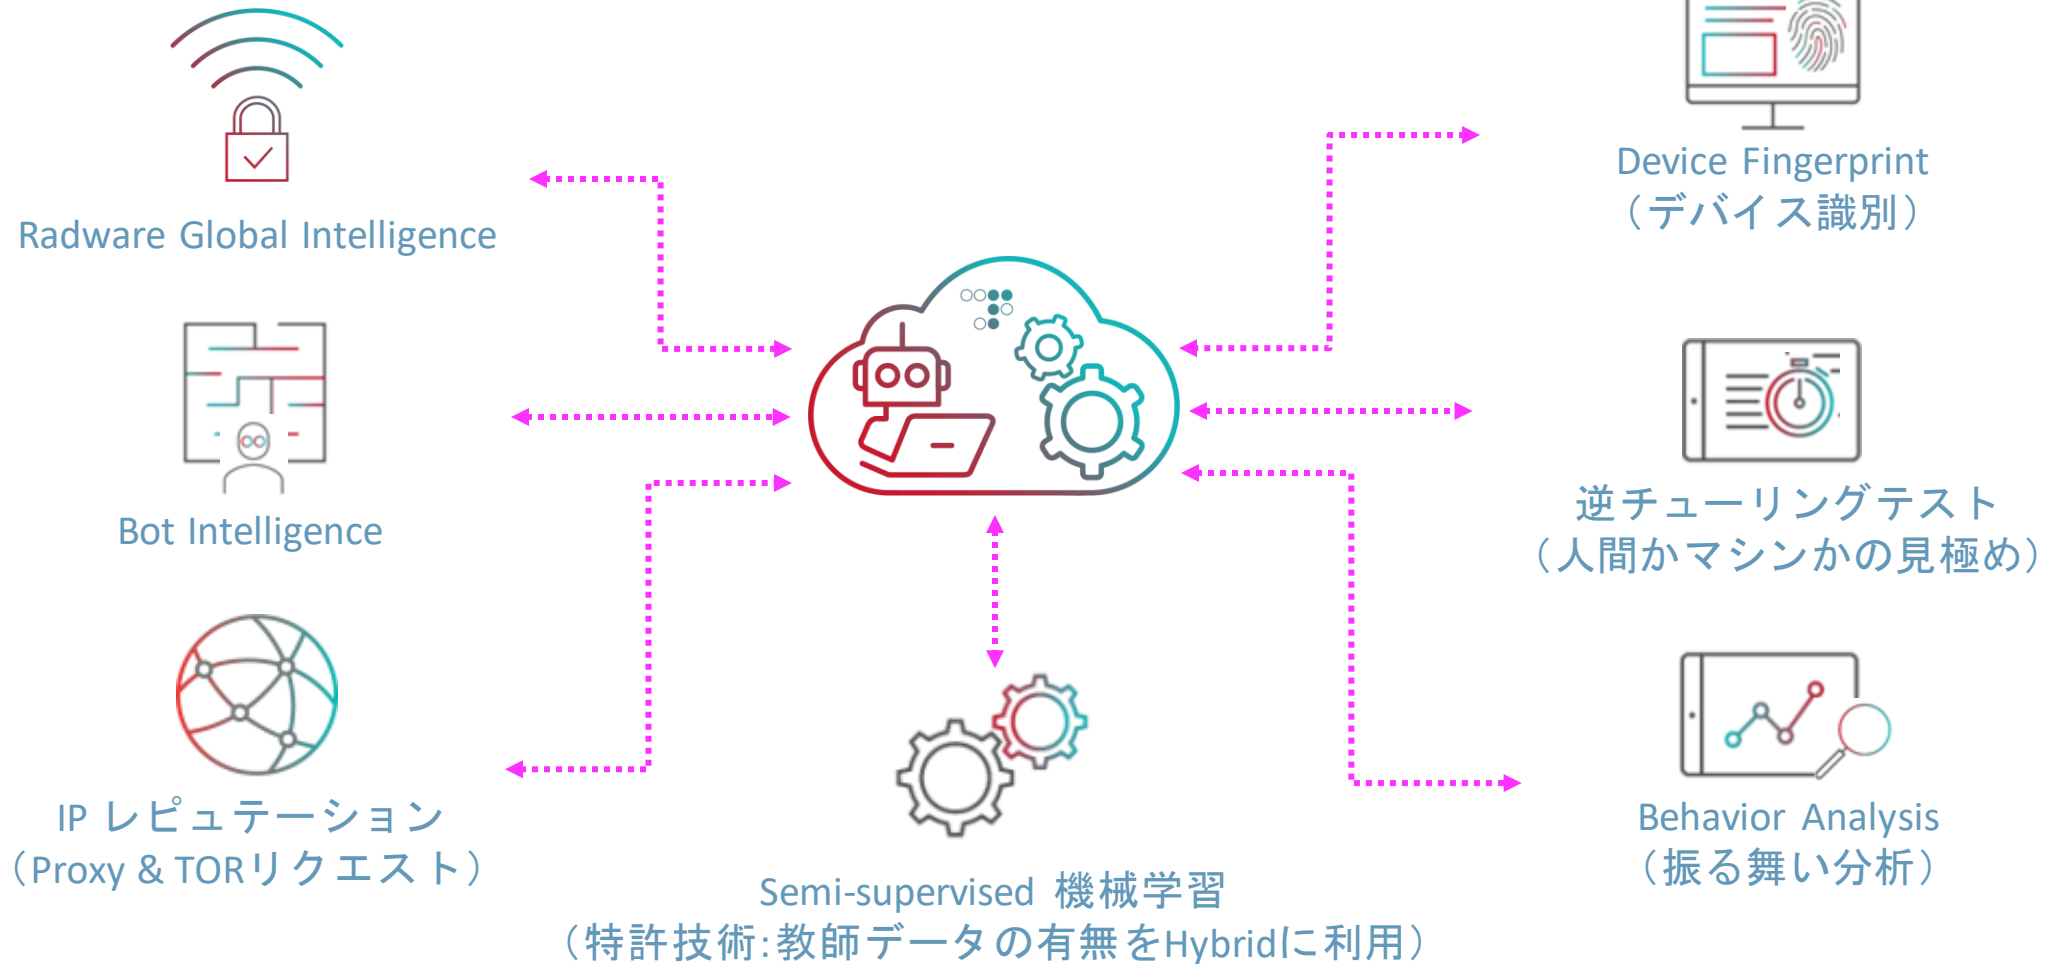 Radware Global Intelligence
Bot Intelligence
IP レピュテーション
（Proxy & TORリクエスト）
Semi-supervised 機械学習
（特許技術:教師データの有無をHybridに利用）
Device Fingerprint
（デバイス識別）
逆チューリングテスト
（人間かマシンかの見極め）
Behavior Analysis
（振る舞い分析）